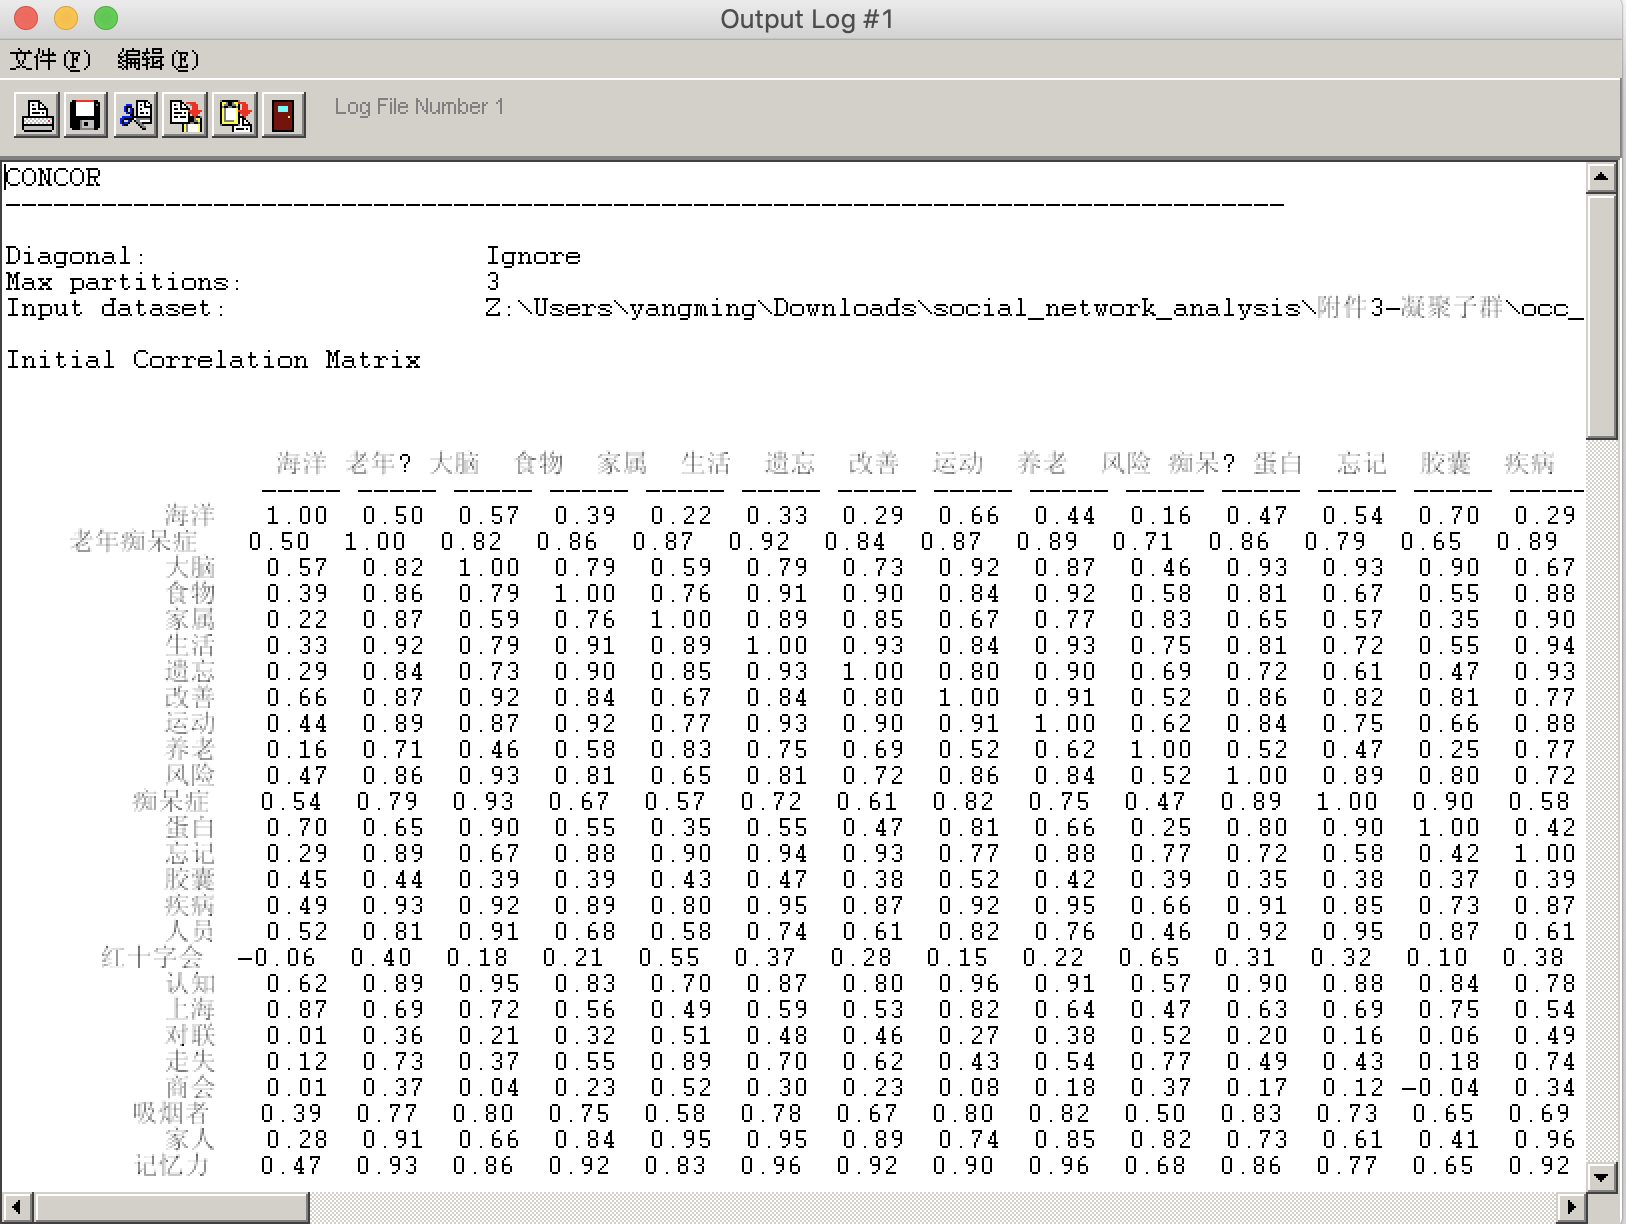 Output Log #1
文件(F) 编辑(E)
Log File Number 1
CONCOR
--------------------------------------------------------------------------------
Diagonal: Ignore
Max partitions: 3
Input dataset: Z:\Users\yangming\Downloads\social_network_analysis\附件3-凝聚子群\occ_
Initial Correlation Matrix
海洋 老年? 大脑 食物 家属 生活 遗忘 改善 运动 养老 风险 痴呆? 蛋白 忘记 胶囊 疾病
----- ----- ----- ----- ----- ----- ----- ----- ----- ----- ----- ----- ----- -----
海洋 1.00 0.50 0.57 0.39 0.22 0.33 0.29 0.66 0.44 0.16 0.47 0.54 0.70 0.29
老年痴呆症 0.50 1.00 0.82 0.86 0.87 0.92 0.84 0.87 0.89 0.71 0.86 0.79 0.65 0.89
大脑 0.57 0.82 1.00 0.79 0.59 0.79 0.73 0.92 0.87 0.46 0.93 0.93 0.90 0.67
食物 0.39 0.86 0.79 1.00 0.76 0.91 0.90 0.84 0.92 0.58 0.81 0.67 0.55 0.88
家属 0.22 0.87 0.59 0.76 1.00 0.89 0.85 0.67 0.77 0.83 0.65 0.57 0.35 0.90
生活 0.33 0.92 0.79 0.91 0.89 1.00 0.93 0.84 0.93 0.75 0.81 0.72 0.55 0.94
遗忘 0.29 0.84 0.73 0.90 0.85 0.93 1.00 0.80 0.90 0.69 0.72 0.61 0.47 0.93
改善 0.66 0.87 0.92 0.84 0.67 0.84 0.80 1.00 0.91 0.52 0.86 0.82 0.81 0.77
运动 0.44 0.89 0.87 0.92 0.77 0.93 0.90 0.91 1.00 0.62 0.84 0.75 0.66 0.88
养老 0.16 0.71 0.46 0.58 0.83 0.75 0.69 0.52 0.62 1.00 0.52 0.47 0.25 0.77
风险 0.47 0.86 0.93 0.81 0.65 0.81 0.72 0.86 0.84 0.52 1.00 0.89 0.80 0.72
痴呆症 0.54 0.79 0.93 0.67 0.57 0.72 0.61 0.82 0.75 0.47 0.89 1.00 0.90 0.58
蛋白 0.70 0.65 0.90 0.55 0.35 0.55 0.47 0.81 0.66 0.25 0.80 0.90 1.00 0.42
忘记 0.29 0.89 0.67 0.88 0.90 0.94 0.93 0.77 0.88 0.77 0.72 0.58 0.42 1.00
胶囊 0.45 0.44 0.39 0.39 0.43 0.47 0.38 0.52 0.42 0.39 0.35 0.38 0.37 0.39
疾病 0.49 0.93 0.92 0.89 0.80 0.95 0.87 0.92 0.95 0.66 0.91 0.85 0.73 0.87
人员 0.52 0.81 0.91 0.68 0.58 0.74 0.61 0.82 0.76 0.46 0.92 0.95 0.87 0.61
红十字会 -0.06 0.40 0.18 0.21 0.55 0.37 0.28 0.15 0.22 0.65 0.31 0.32 0.10 0.38
认知 0.62 0.89 0.95 0.83 0.70 0.87 0.80 0.96 0.91 0.57 0.90 0.88 0.84 0.78
上海 0.87 0.69 0.72 0.56 0.49 0.59 0.53 0.82 0.64 0.47 0.63 0.69 0.75 0.54
对联 0.01 0.36 0.21 0.32 0.51 0.48 0.46 0.27 0.38 0.52 0.20 0.16 0.06 0.49
走失 0.12 0.73 0.37 0.55 0.89 0.70 0.62 0.43 0.54 0.77 0.49 0.43 0.18 0.74
商会 0.01 0.37 0.04 0.23 0.52 0.30 0.23 0.08 0.18 0.37 0.17 0.12 -0.04 0.34
吸烟者 0.39 0.77 0.80 0.75 0.58 0.78 0.67 0.80 0.82 0.50 0.83 0.73 0.65 0.69
家人 0.28 0.91 0.66 0.84 0.95 0.95 0.89 0.74 0.85 0.82 0.73 0.61 0.41 0.96
记忆力 0.47 0.93 0.86 0.92 0.83 0.96 0.92 0.90 0.96 0.68 0.86 0.77 0.65 0.92